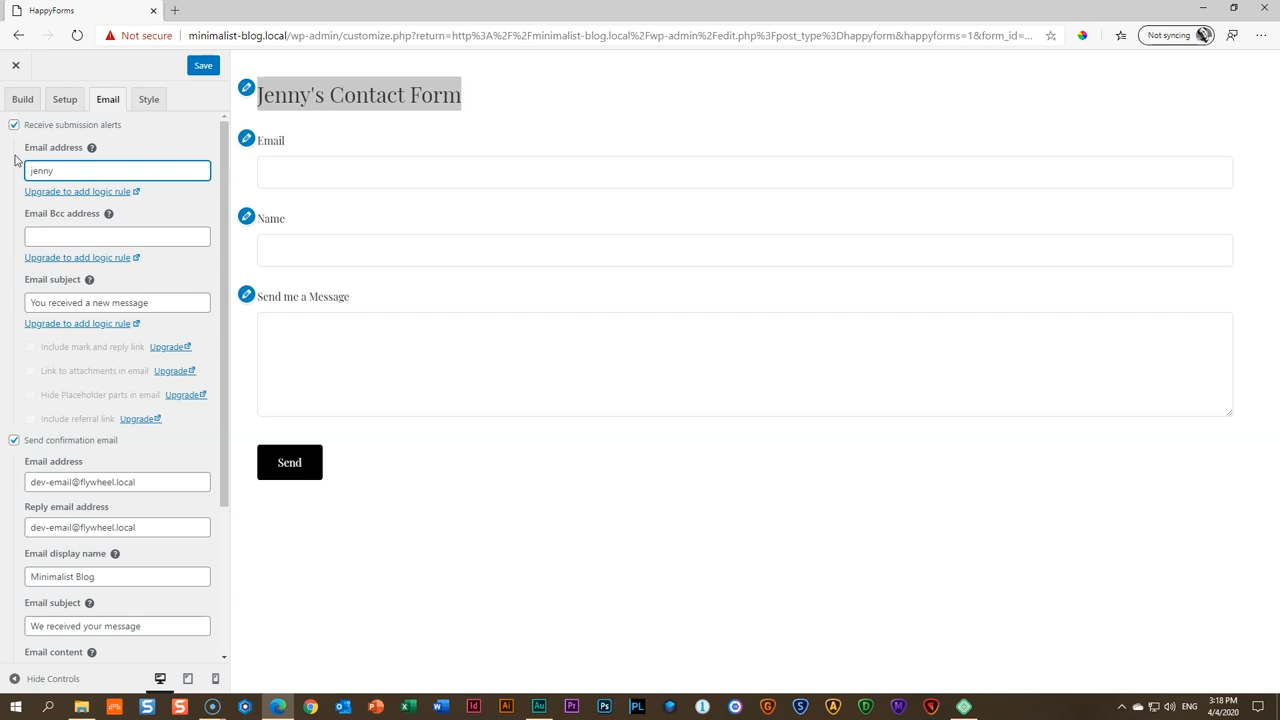 HappyForms
Not secure
minimalist-blog.local/wp-admin/customize.php?return=http%3A%2F%2Fminimalist-blog.local%2Fwp-admin%2Fedit.php%3Fpost_type%3Dhappyform&happyforms=1&form_id=...
Not syncing
Save
Build
Setup
Email
Style
Receive submission alerts
Email address
jenny
Upgrade to add logic rule
Email Bcc address
Upgrade to add logic rule
Email subject
You received a new message
Upgrade to add logic rule
Include mark and reply link Upgrade
Link to attachments in email Upgrade
Hide Placeholder parts in email Upgrade
Include referral link Upgrade
Send confirmation email
Email address
dev-email@flywheel.local
Reply email address
dev-email@flywheel.local
Email display name
Minimalist Blog
Email subject
We received your message
Email content
Hide Controls
Jenny's Contact Form
Email
Name
Send me a Message
Send
ENG
3:18 PM
4/4/2020